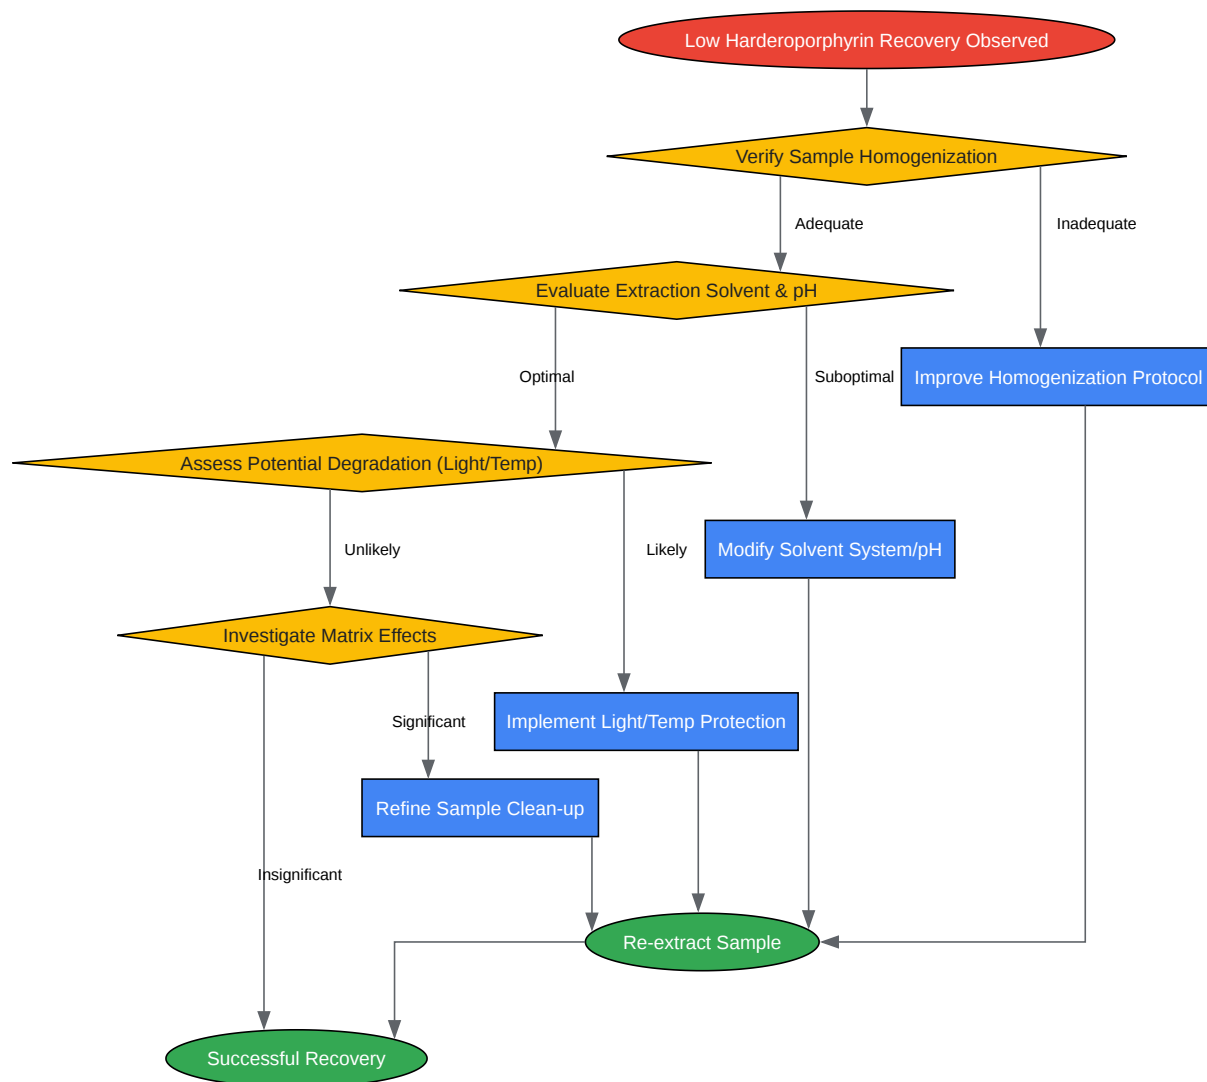 Low Harderoporphyrin Recovery Observed
Verify Sample Homogenization
Adequate
Inadequate
Evaluate Extraction Solvent & pH
Optimal
Suboptimal
Improve Homogenization Protocol
Assess Potential Degradation (Light/Temp)
Unlikely
Likely
Modify Solvent System/pH
Investigate Matrix Effects
Significant
Implement Light/Temp Protection
Refine Sample Clean-up
Insignificant
Re-extract Sample
Successful Recovery